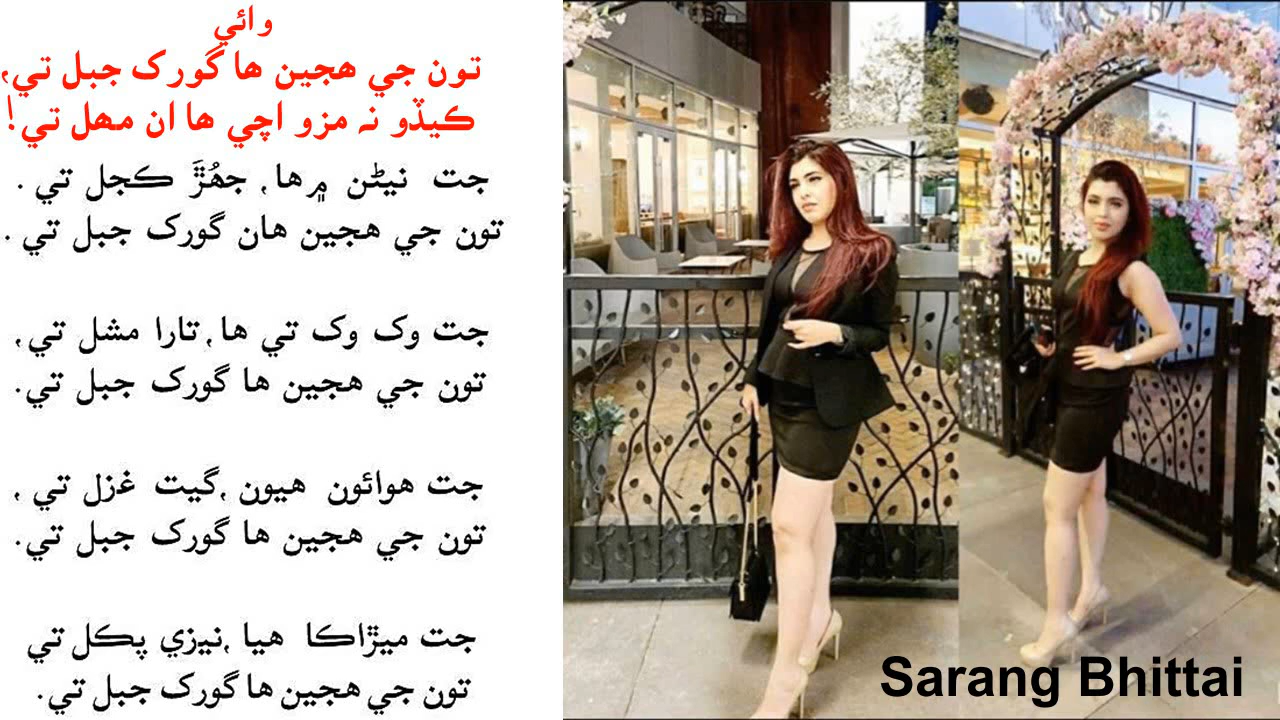 وائي
تون جي هجين ها گورک جبل تي,
ڪيڏو نہ مزو اچي ها ان مهل تي!
جت نيڻن ۾ ها, جهُڙَ ڪجل تي .
تون جي هجين هان گورک جبل تي .
جت وک وک تي ها, تارا مشل تي,
تون جي هجين ها گورک جبل تي.
جت هوائون هيون ,گيت غزل تي ,
تون جي هجين ها گورک جبل تي.
جت ميڙاڪا هيا ,نيزي پڪل تي
تون جي هجين ها گورک جبل تي.
Sarang Bhittai